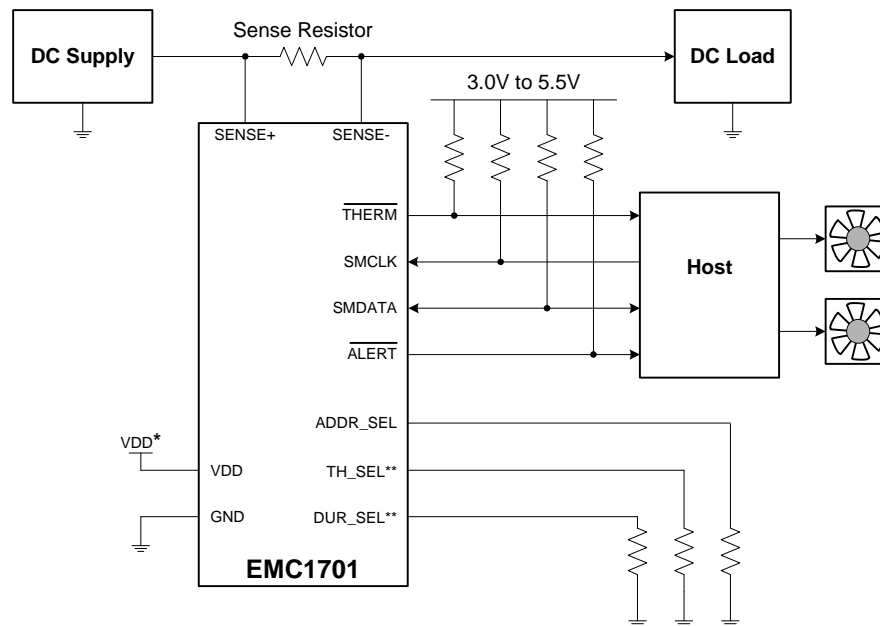 DC Supply
Sense Resistor
DC Load
3.0V to 5.5V
SENSE+
SENSE-
THERM
SMCLK
Host
SMDATA
ALERT
ADDR_SEL
VDD*
VDD
TH_SEL**
GND
DUR_SEL**
EMC1701